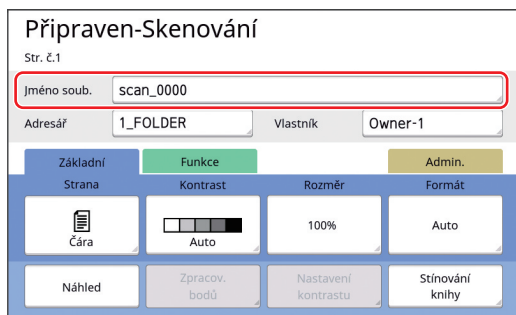 Připraven-Skenování
Str. č.1
Jméno soub. scan_0000
Adresář 1_FOLDER Vlastník Owner-1
Základní Funkce Admin.
Strana Kontrast Rozměr Formát
Čára Auto 100% Auto
Náhled Zpracov. bodů Nastavení kontrastu Stínování knihy